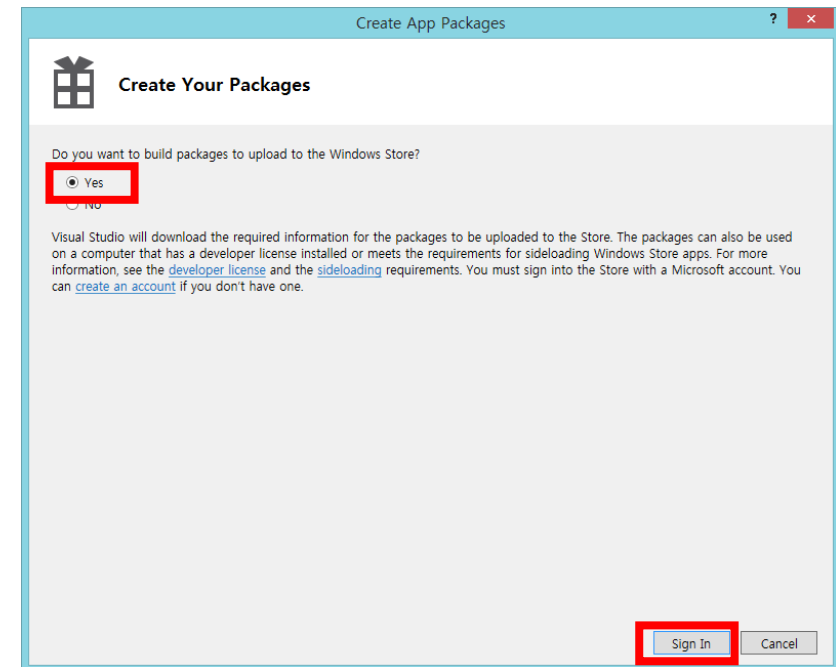 Create App Packages
?
Create Your Packages
Do you want to build packages to upload to the Windows Store?
Yes
No
Visual Studio will download the required information for the packages to be uploaded to the Store. The packages can also be used
on a computer that has a developer license installed or meets the requirements for sideloading Windows Store apps. For more
information, see the developer license and the sideloading requirements. You must sign into the Store with a Microsoft account. You
can create an account if you don't have one.
Sign In Cancel